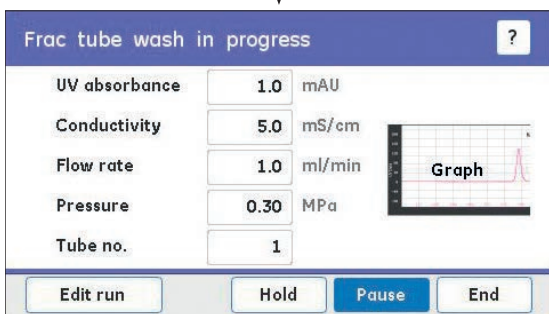 Frac tube wash in progress ?
UV absorbance 1.0 mAU
Conductivity 5.0 mS/cm
Flow rate 1.0 ml/min
Graph
Pressure 0.30 MPa
Tube no. 1
Edit run Hold Pause End